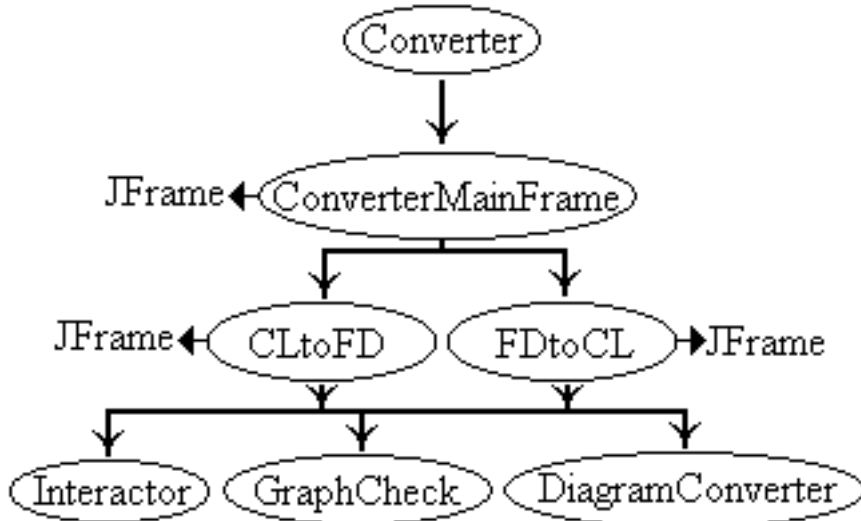 Converter
JFrame
ConverterMainFrame
JFrame
CLtoFD
FDtoCL
JFrame
Interactor
GraphCheck
DiagramConverter